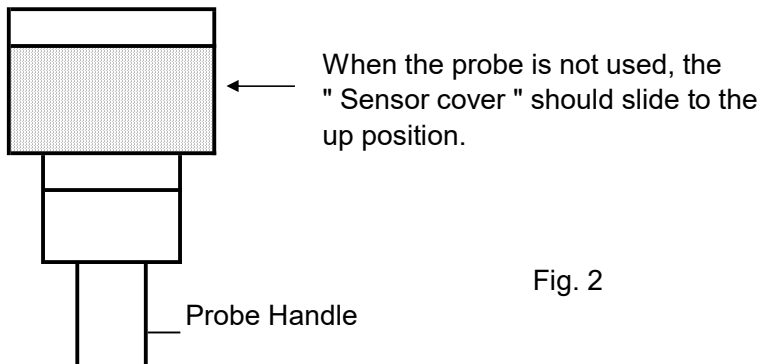 When the probe is not used, the
" Sensor cover " should slide to the
up position.
Fig. 2
Probe Handle